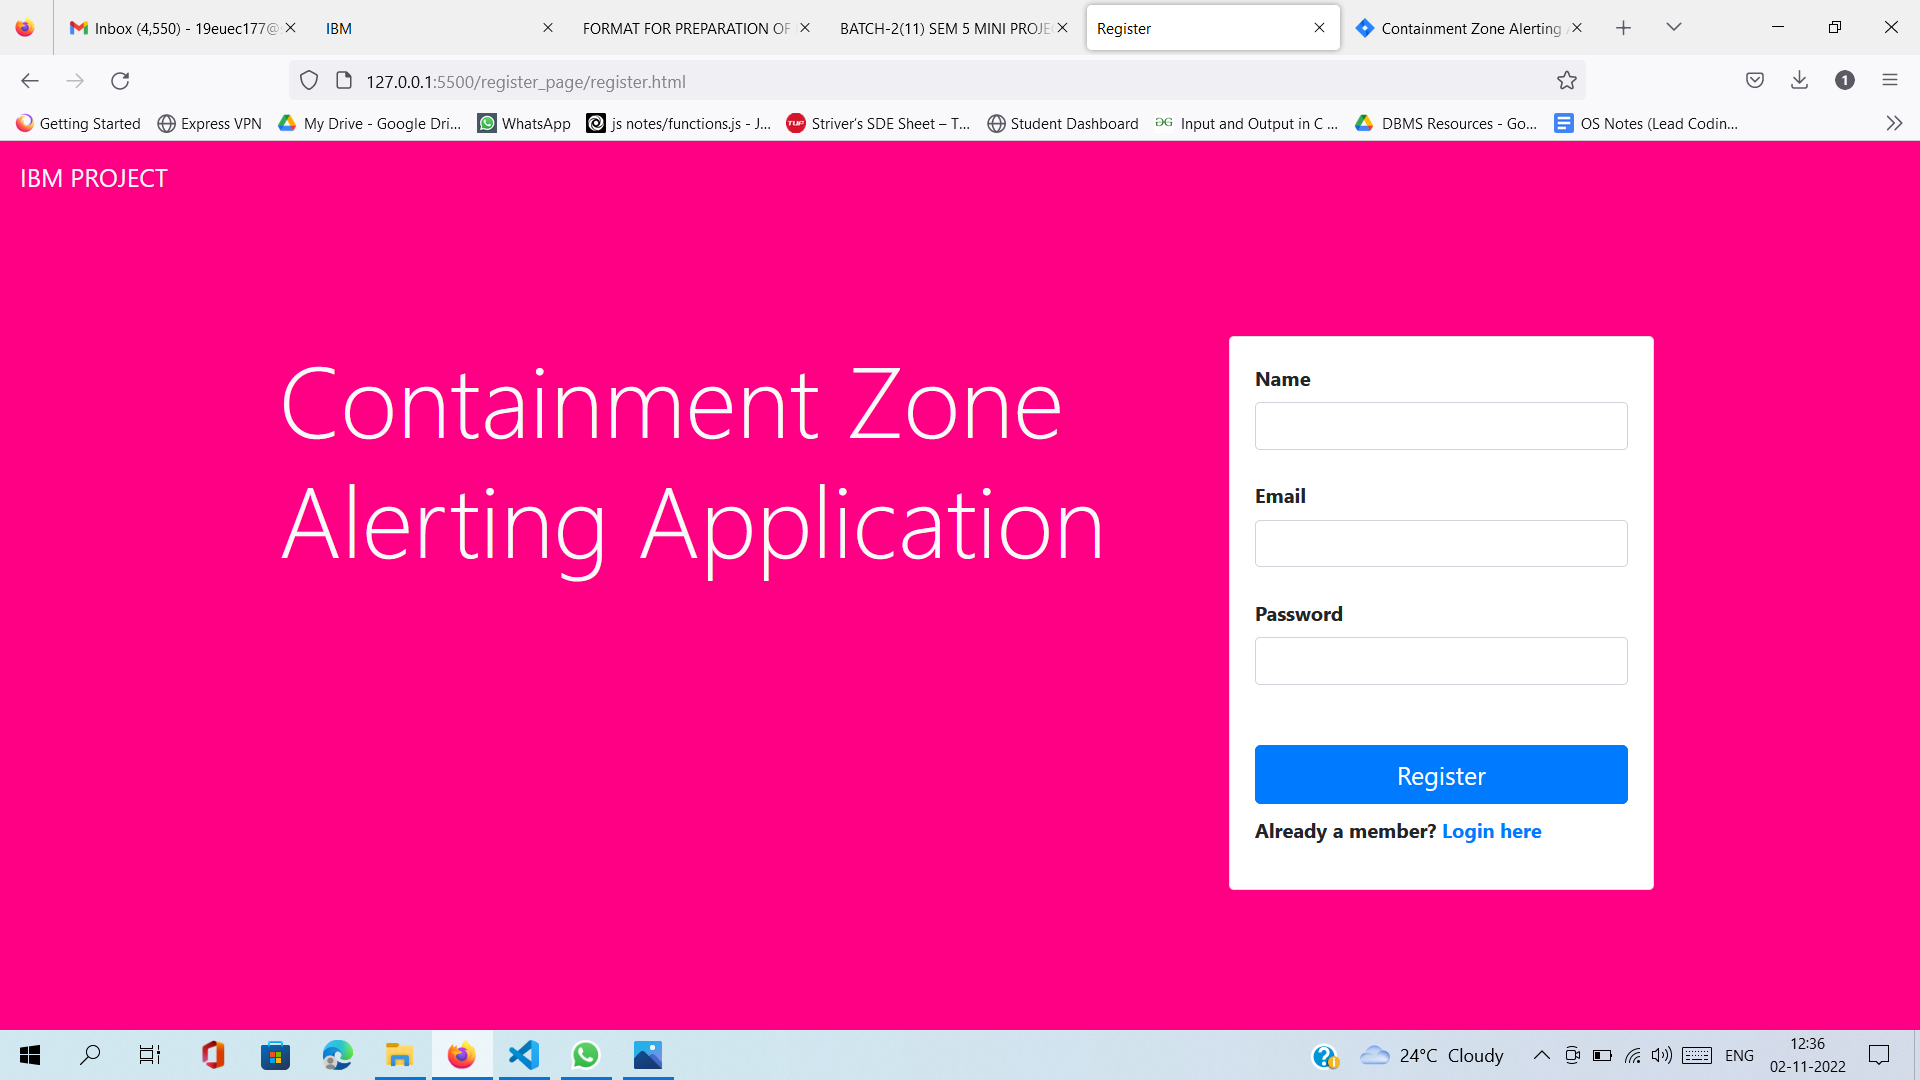 Inbox (4,550) - 19euec177@
IBM
FORMAT FOR PREPARATION OF
BATCH-2(11) SEM 5 MINI PROJE
Register
Containment Zone Alerting
127.0.0.1:5500/register_page/register.html
1
Getting Started
Express VPN
My Drive - Google Dri...
WhatsApp
js notes/functions.js - J...
TUF
Striver's SDE Sheet – T...
Student Dashboard
Input and Output in C ...
DBMS Resources - Go...
OS Notes (Lead Codin...
IBM PROJECT
Containment Zone
Alerting Application
Name
Email
Password
Register
Already a member? Login here
24°C Cloudy
ENG
12:36
02-11-2022